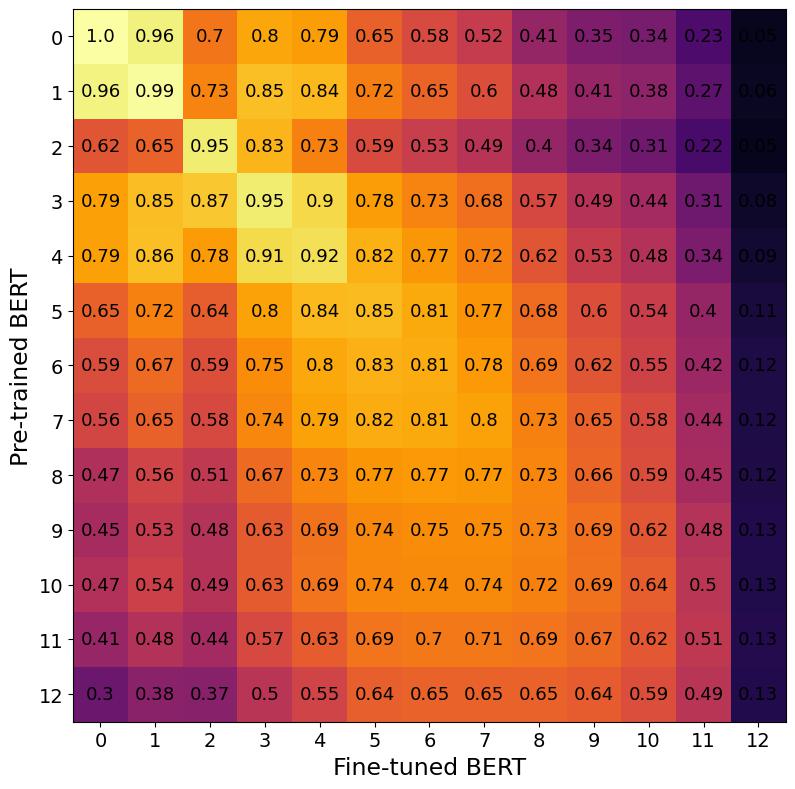 0 1.0 0.96 0.7 0.8 0.79 0.65 0.58 0.52 0.41 0.35 0.34 0.23 0.05
1 0.96 0.99 0.73 0.85 0.84 0.72 0.65 0.6 0.48 0.41 0.38 0.27 0.06
2 0.62 0.65 0.95 0.83 0.73 0.59 0.53 0.49 0.4 0.34 0.31 0.22 0.05
3 0.79 0.85 0.87 0.95 0.9 0.78 0.73 0.68 0.57 0.49 0.44 0.31 0.08
4 0.79 0.86 0.78 0.91 0.92 0.82 0.77 0.72 0.62 0.53 0.48 0.34 0.09
5 0.65 0.72 0.64 0.8 0.84 0.85 0.81 0.77 0.68 0.6 0.54 0.4 0.11
6 0.59 0.67 0.59 0.75 0.8 0.83 0.81 0.78 0.69 0.62 0.55 0.42 0.12
7 0.56 0.65 0.58 0.74 0.79 0.82 0.81 0.8 0.73 0.65 0.58 0.44 0.12
8 0.47 0.56 0.51 0.67 0.73 0.77 0.77 0.77 0.73 0.66 0.59 0.45 0.12
9 0.45 0.53 0.48 0.63 0.69 0.74 0.75 0.75 0.73 0.69 0.62 0.48 0.13
10 0.47 0.54 0.49 0.63 0.69 0.74 0.74 0.74 0.72 0.69 0.64 0.5 0.13
11 0.41 0.48 0.44 0.57 0.63 0.69 0.7 0.71 0.69 0.67 0.62 0.51 0.13
12 0.3 0.38 0.37 0.5 0.55 0.64 0.65 0.65 0.65 0.64 0.59 0.49 0.13
0 1 2 3 4 5 6 7 8 9 10 11 12
Fine-tuned BERT
Pre-trained BERT